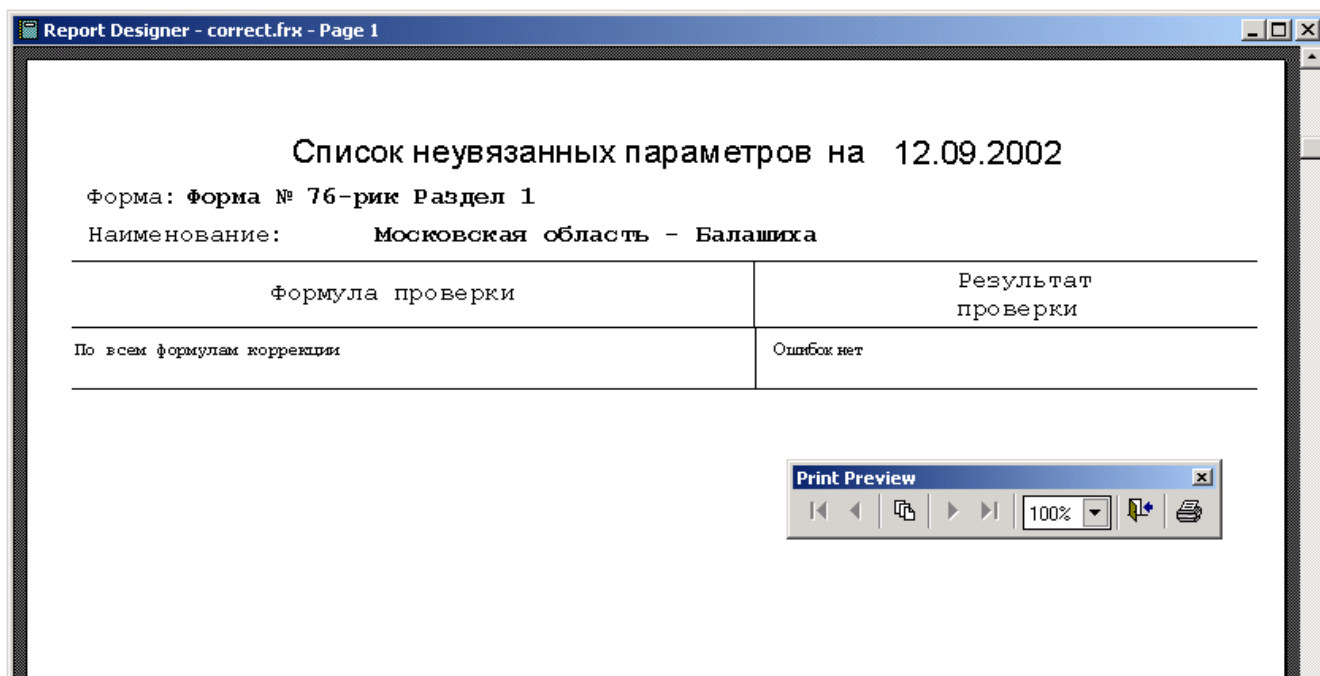 Report Designer - correct.frx - Page 1
Список неувязанных параметров на 12.09.2002
Форма: Форма № 76-рик Раздел 1
Наименование: Московская область - Балашиха
Формула проверки
Результат
проверки
По всем формулам коррекции
Ошибок нет
Print Preview
100%